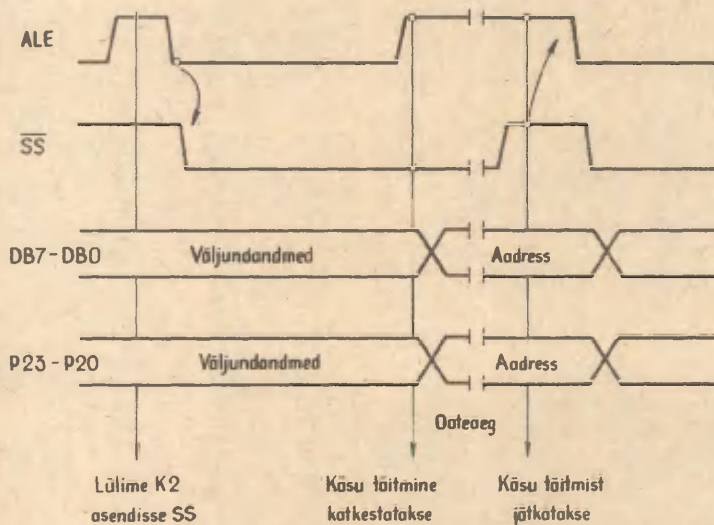 ALE
SS
DB7-DB0
Väljundandmed
Aadress
P23-P20
Väljundandmed
Aadress
Ooteaeg
Lülime K2
asendisse SS
Käsu täitmine
katkestatakse
Käsu täitmist
jätkatakse